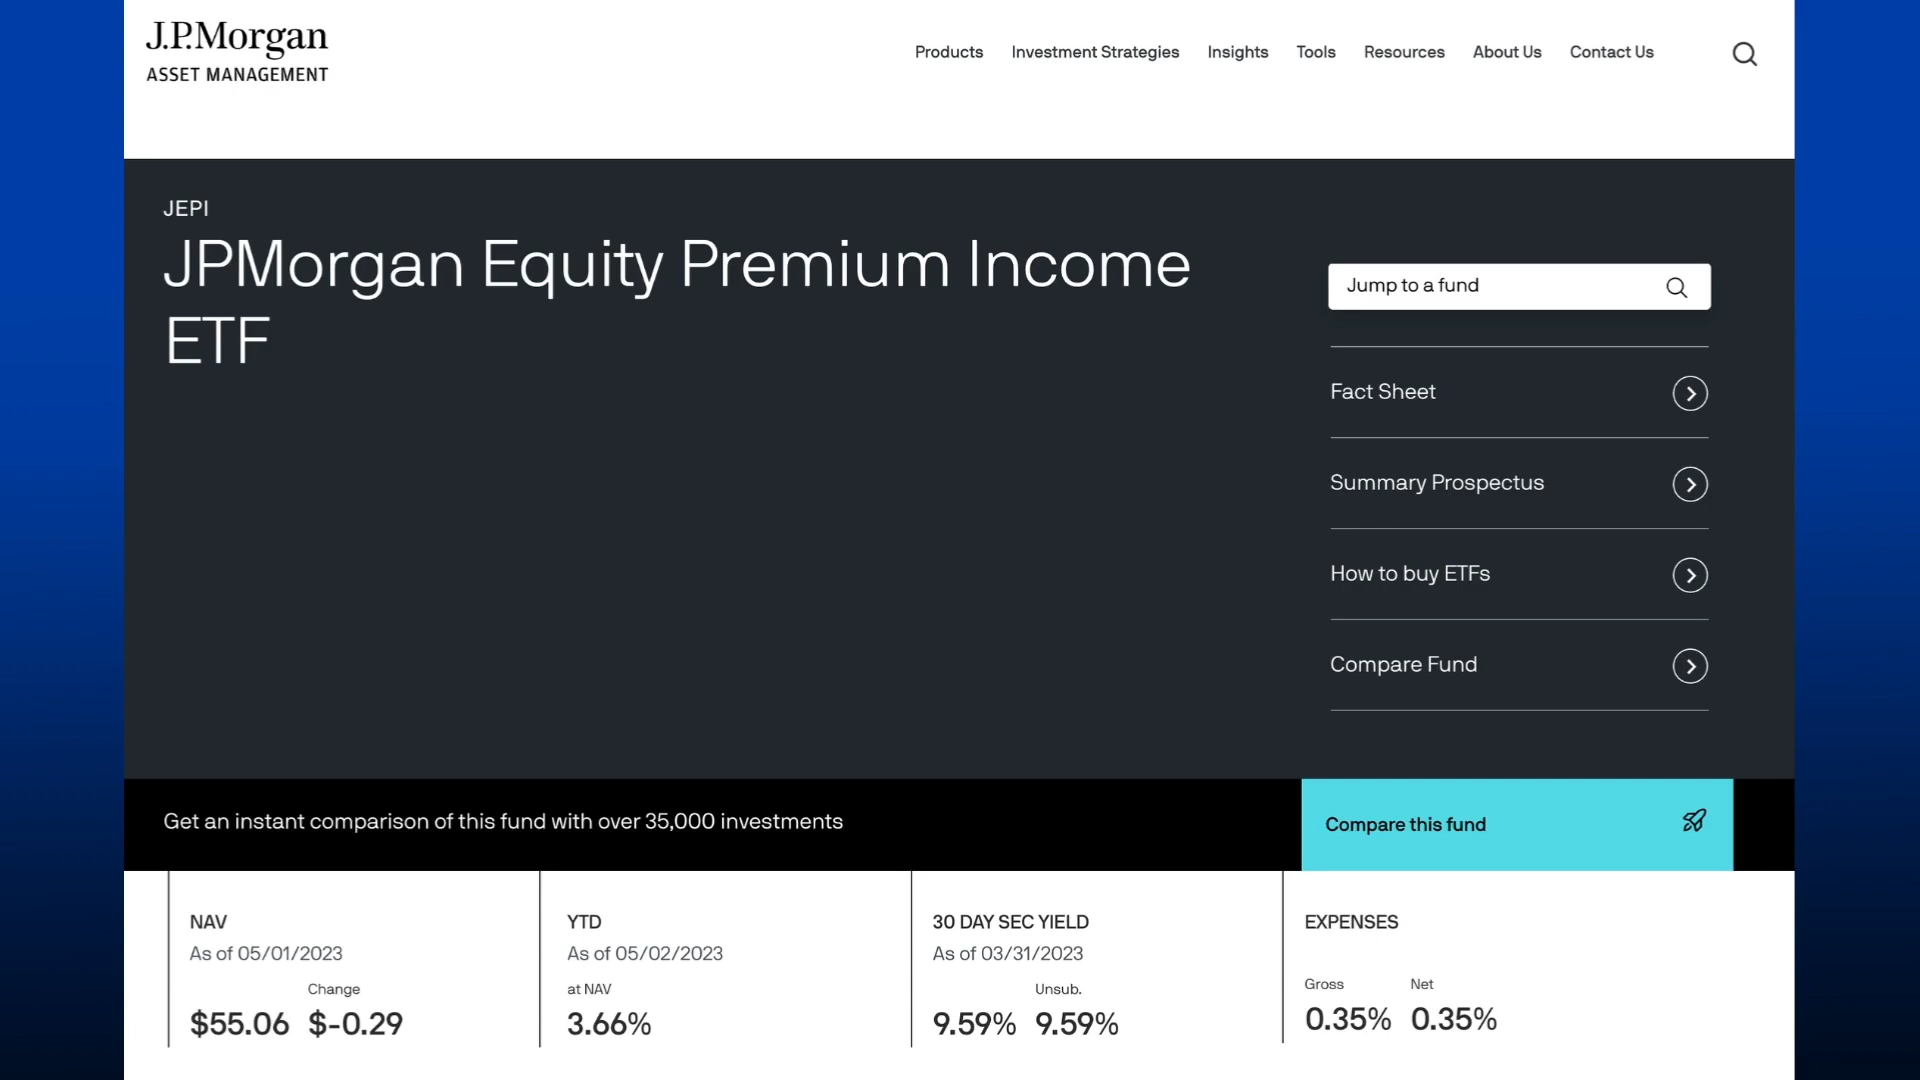 J.P.Morgan
ASSET MANAGEMENT
Products Investment Strategies Insights Tools Resources About Us Contact Us
JEPI
JPMorgan Equity Premium Income
ETF
Jump to a fund
Fact Sheet
Summary Prospectus
How to buy ETFs
Compare Fund
Get an instant comparison of this fund with over 35,000 investments
Compare this fund
NAV
As of 05/01/2023
Change
$55.06 $-0.29
YTD
As of 05/02/2023
at NAV
3.66%
30 DAY SEC YIELD
As of 03/31/2023
Unsub.
9.59% 9.59%
EXPENSES
Gross Net
0.35% 0.35%